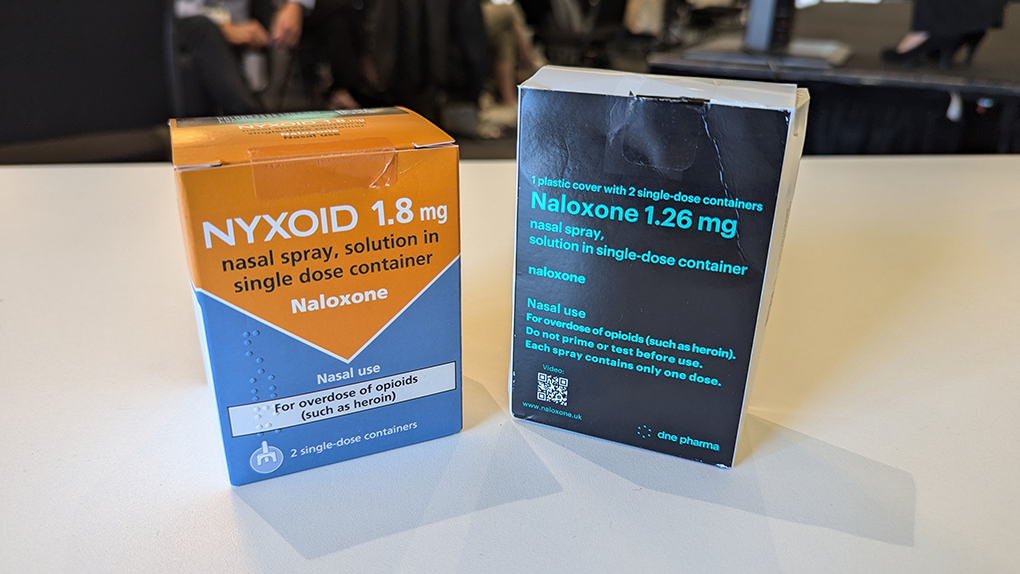 Nasal Use
NYXOID 1.8 mg
nasal spray, solution in
single dose container
Naloxone
Nasal use
For overdose of opioids
(such as heroin)
2 single-dose containers
1 plastic cover with 2 single-dose containers
Naloxone 1.26 mg
nasal spray,
solution in single-dose container
naloxone
Nasal use
For overdose of opioids (such as heroin).
Do not prime or test before use.
Each spray contains only one dose.
Video:
www.naloxone.uk
dne pharma